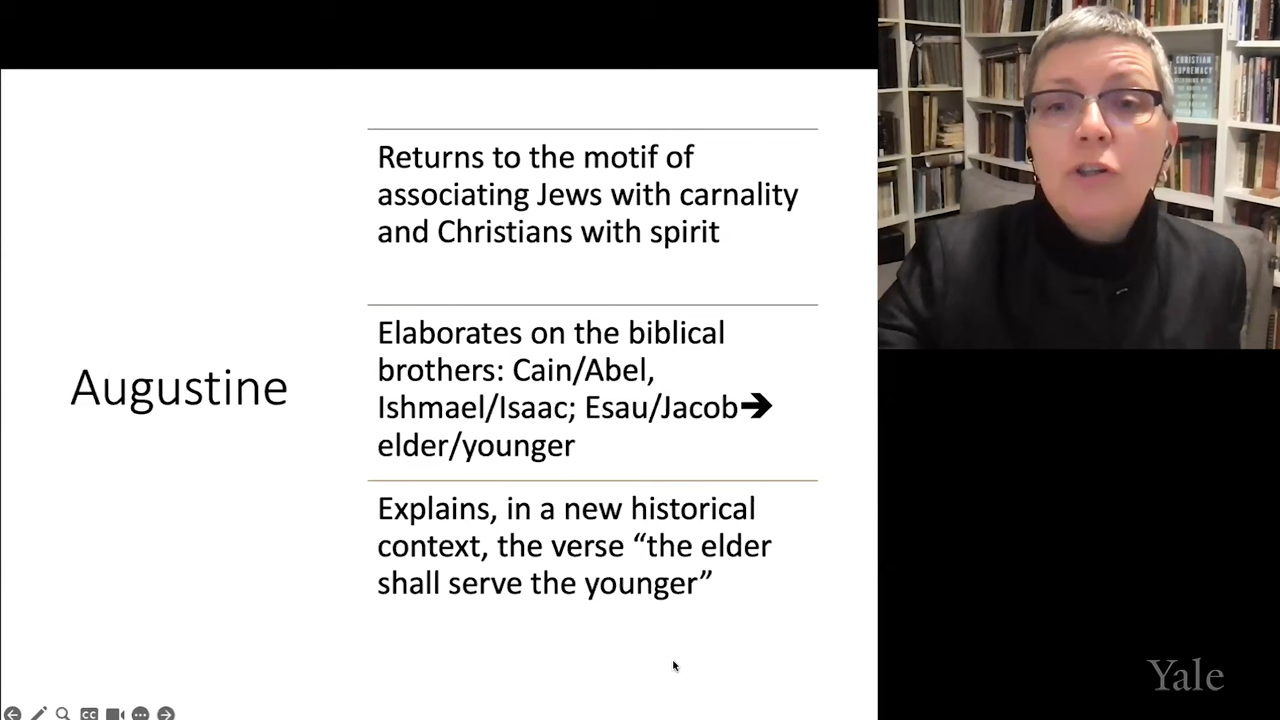 Augustine
Returns to the motif of
associating Jews with carnality
and Christians with spirit
Elaborates on the biblical
brothers: Cain/Abel,
Ishmael/Isaac; Esau/Jacob➔
elder/younger
Explains, in a new historical
context, the verse “the elder
shall serve the younger”
CHRISTIAN
SUPREMACY
CC
Yale